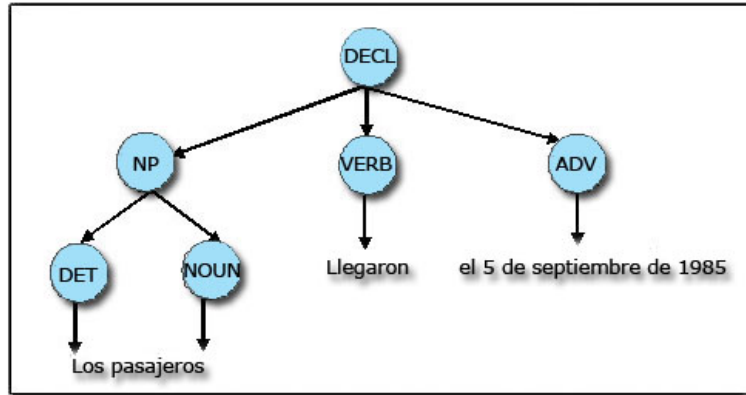 DECL
NP VERB ADV
DET NOUN Llegaron el 5 de septiembre de 1985
Los pasajeros